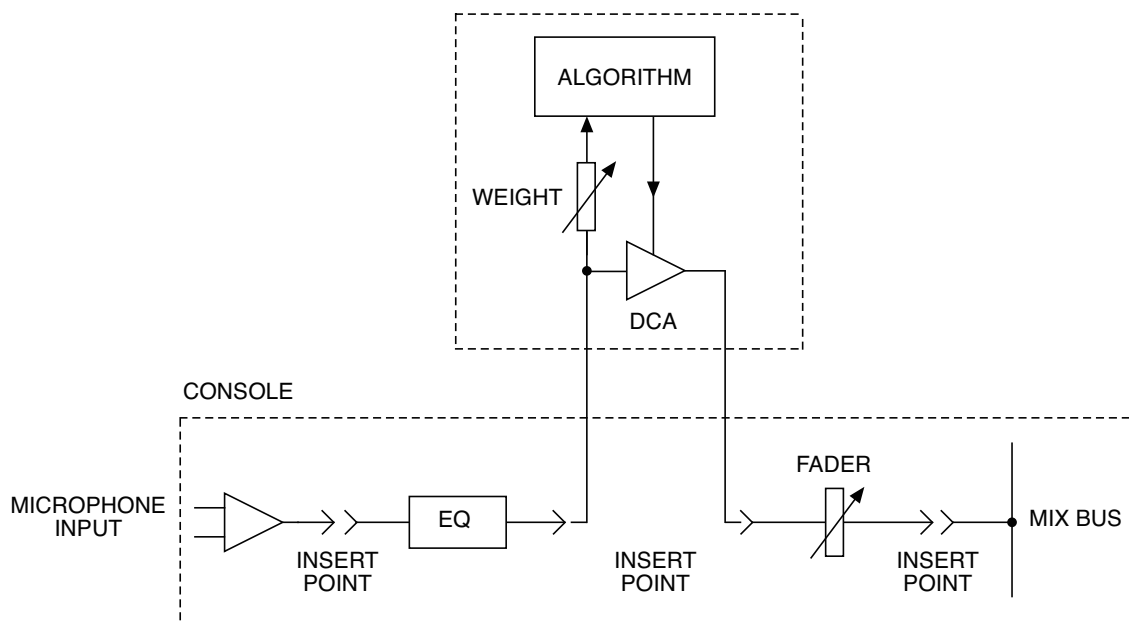 ALGORITHM
WEIGHT
DCA
CONSOLE
FADER
MICROPHONE
INPUT
EQ
MIX BUS
INSERT
POINT
INSERT
POINT
INSERT
POINT